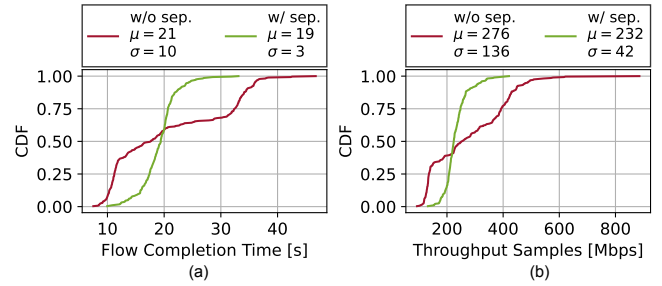 w/o sep. w/ sep.
μ = 21 μ = 19
σ = 10 σ = 3
1.00
0.75
0.50
0.25
0.00
CDF
10 20 30 40
Flow Completion Time [s]
(a)
w/o sep. w/ sep.
μ = 276 μ = 232
σ = 136 σ = 42
1.00
0.75
0.50
0.25
0.00
CDF
200 400 600 800
Throughput Samples [Mbps]
(b)